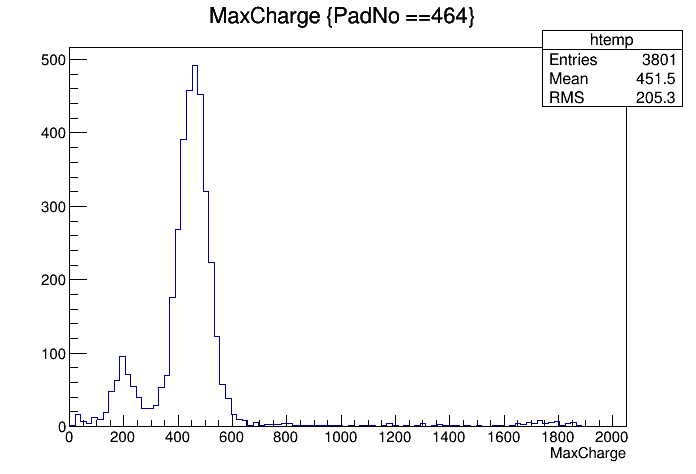 MaxCharge {PadNo ==464}
htemp
Entries 3801
Mean 451.5
RMS 205.3
500
400
300
200
100
0
0 200 400 600 800 1000 1200 1400 1600 1800 2000
MaxCharge